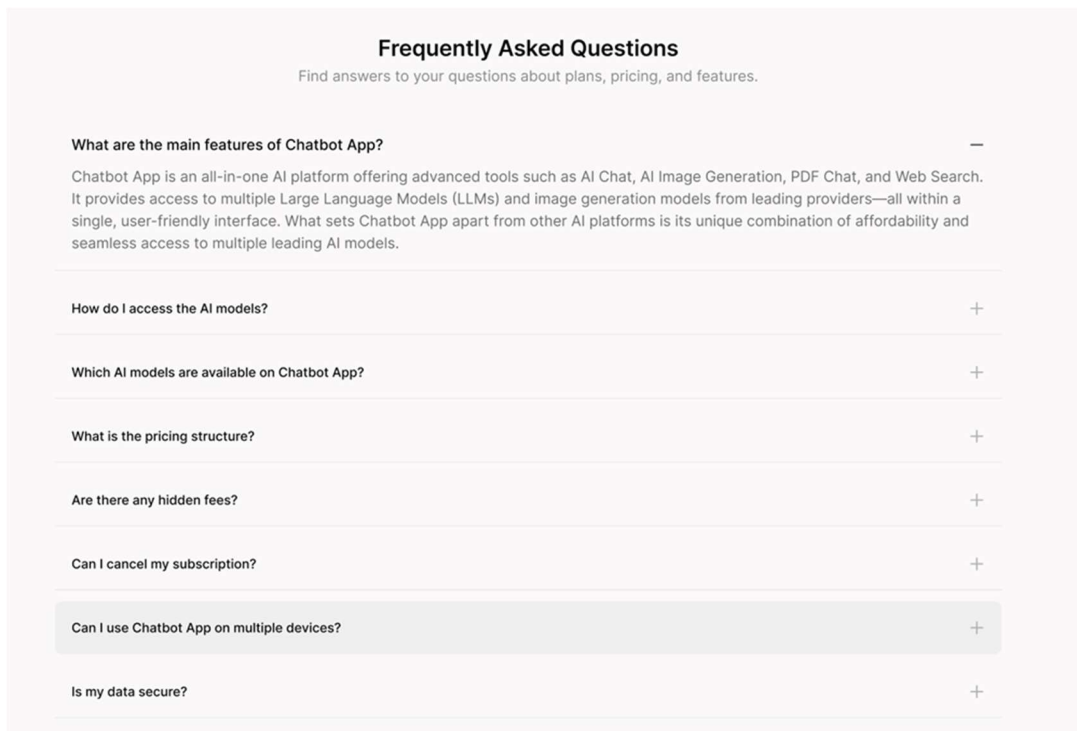 Frequently Asked Questions
Find answers to your questions about plans, pricing, and features.
What are the main features of Chatbot App?
Chatbot App is an all-in-one AI platform offering advanced tools such as AI Chat, AI Image Generation, PDF Chat, and Web Search.
It provides access to multiple Large Language Models (LLMs) and image generation models from leading providers—all within a
single, user-friendly interface. What sets Chatbot App apart from other AI platforms is its unique combination of affordability and
seamless access to multiple leading AI models.
How do I access the AI models?
Which AI models are available on Chatbot App?
What is the pricing structure?
Are there any hidden fees?
Can I cancel my subscription?
Can I use Chatbot App on multiple devices?
Is my data secure?